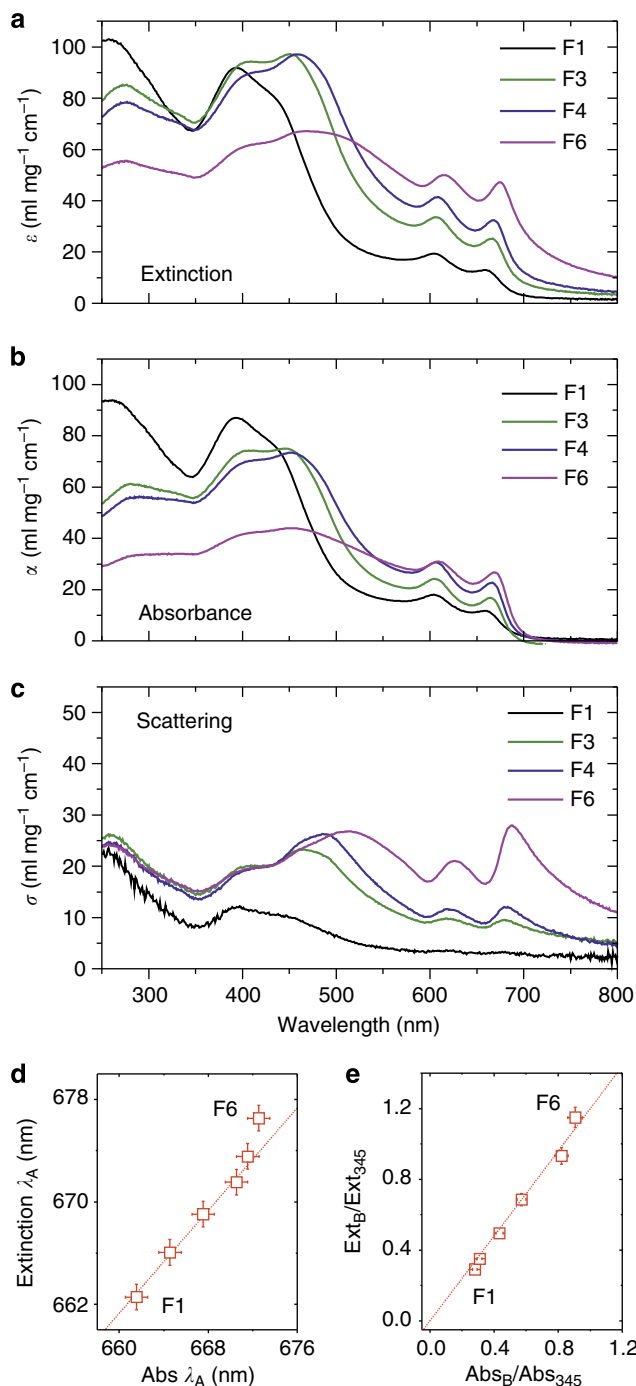 a
100
80
60
40
20
0
ε (ml mg⁻¹ cm⁻¹)
Extinction
F1
F3
F4
F6
b
100
80
60
40
20
0
α (ml mg⁻¹ cm⁻¹)
Absorbance
F1
F3
F4
F6
c
50
40
30
20
10
0
σ (ml mg⁻¹ cm⁻¹)
Scattering
F1
F3
F4
F6
300 400 500 600 700 800
Wavelength (nm)
d
678
670
662
Extinction λA (nm)
F6
F1
660 668 676
Abs λA (nm)
e
1.2
0.8
0.4
0.0
ExtB/Ext345
F6
F1
0.0 0.4 0.8 1.2
AbsB/Abs345